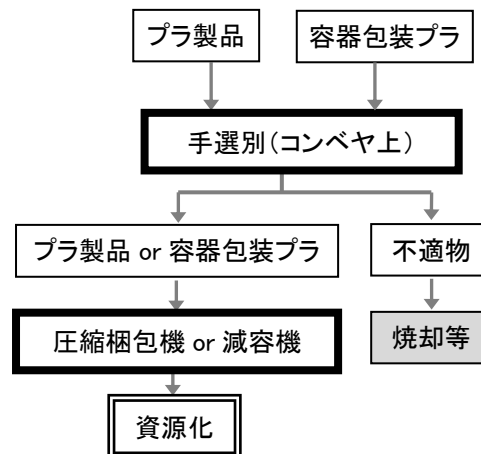 プラ製品
容器包装プラ
手選別（コンベヤ上）
プラ製品 or 容器包装プラ
不適物
圧縮梱包機 or 減容機
焼却等
資源化